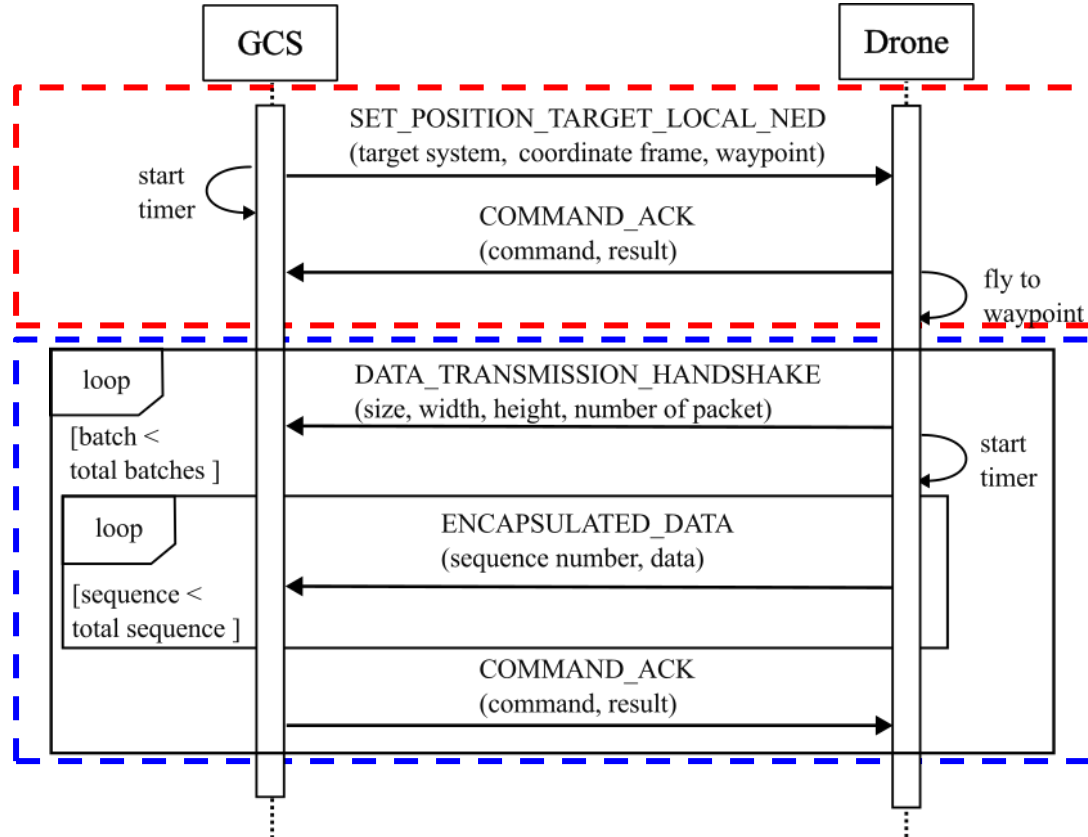 GCS
Drone
SET_POSITION_TARGET_LOCAL_NED
(target system, coordinate frame, waypoint)
start
timer
COMMAND_ACK
(command, result)
fly to
waypoint
loop
DATA_TRANSMISSION_HANDSHAKE
(size, width, height, number of packet)
[batch <
total batches ]
start
timer
loop
ENCAPSULATED_DATA
(sequence number, data)
[sequence <
total sequence ]
COMMAND_ACK
(command, result)